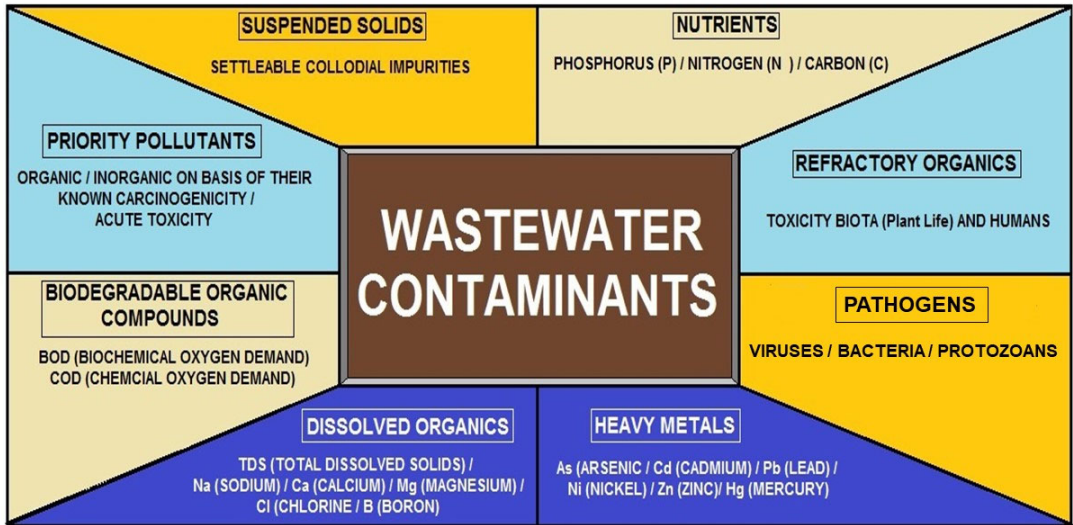 SUSPENDED SOLIDS
SETTLEABLE COLLODIAL IMPURITIES
NUTRIENTS
PHOSPHORUS (P) / NITROGEN (N  ) / CARBON (C)
PRIORITY POLLUTANTS
ORGANIC / INORGANIC ON BASIS OF THEIR
KNOWN CARCINOGENICITY /
ACUTE TOXICITY
REFRACTORY ORGANICS
TOXICITY BIOTA (Plant Life) AND HUMANS
WASTEWATER
CONTAMINANTS
BIODEGRADABLE ORGANIC
COMPOUNDS
BOD (BIOCHEMICAL OXYGEN DEMAND)
COD (CHEMCIAL OXYGEN DEMAND)
PATHOGENS
VIRUSES / BACTERIA / PROTOZOANS
DISSOLVED ORGANICS
TDS (TOTAL DISSOLVED SOLIDS) /
Na (SODIUM) / Ca (CALCIUM) / Mg (MAGNESIUM) /
Cl (CHLORINE / B (BORON)
HEAVY METALS
As (ARSENIC / Cd (CADMIUM) / Pb (LEAD) /
Ni (NICKEL) / Zn (ZINC)/ Hg (MERCURY)